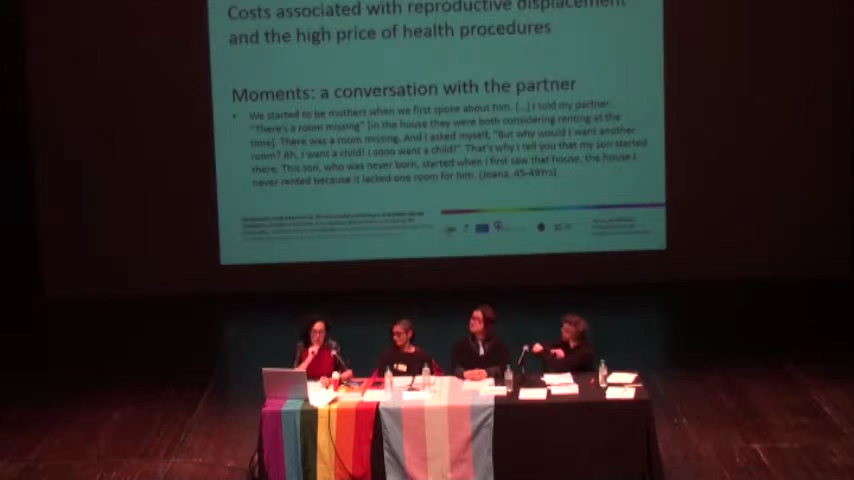 Costs associated with reproductive displacement
and the high price of health procedures
Moments: a conversation with the partner
• We started to be mothers when we first spoke about him. [...] I told my partner:
"There's a room missing" [in the house they were both considering renting at the
time]. There was a room missing. And I asked myself, "But why would I want another
room? Ah, I want a child! I want a child!" That's why I tell you that my son started
there. This son, who was never born, started when I first saw that house, the house I
never rented because it lacked one room for him. (Joana, 45-49Yrs)